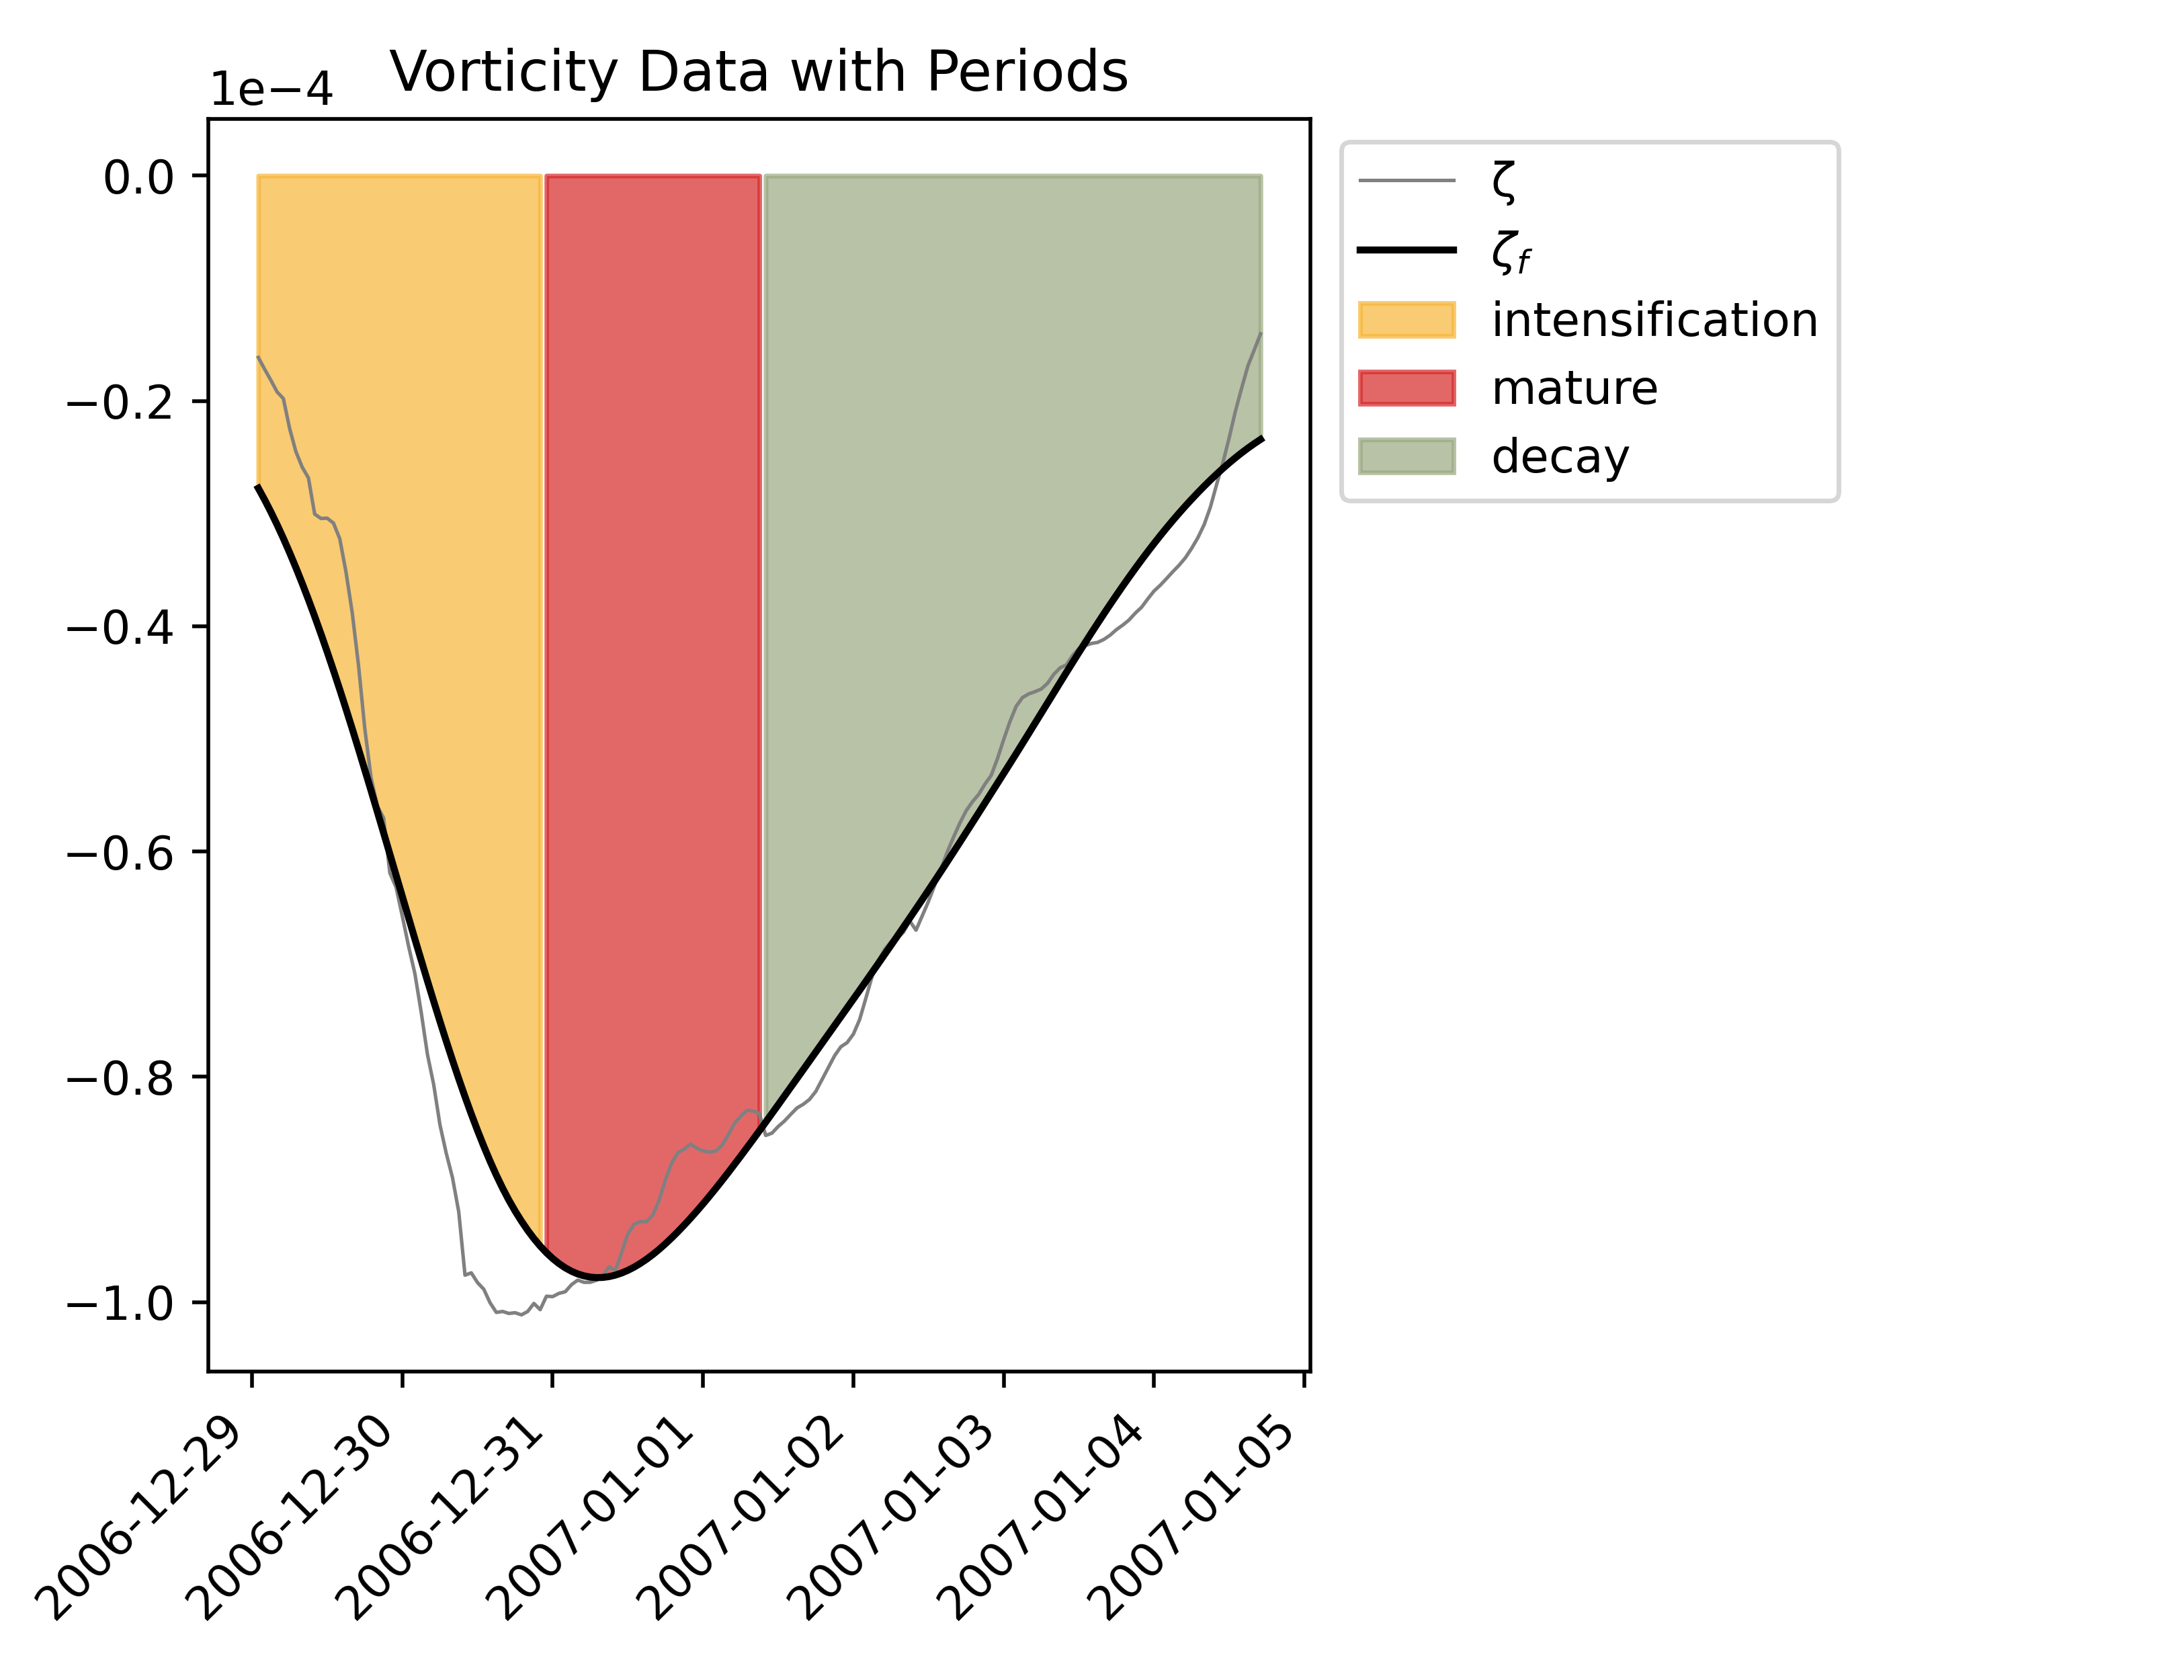 Vorticity Data with Periods
1e−4
0.0
−0.2
−0.4
−0.6
−0.8
−1.0
2006-12-29
2006-12-30
2006-12-31
2007-01-01
2007-01-02
2007-01-03
2007-01-04
2007-01-05
ζ
ζf
intensification
mature
decay